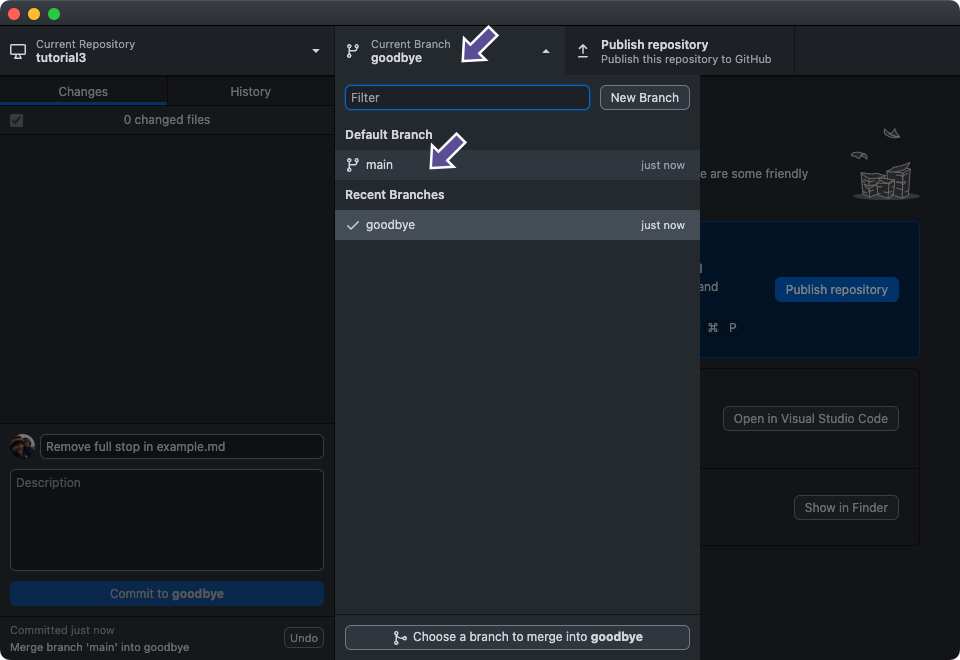 Current Repository
tutorial3
Current Branch
goodbye
Publish repository
Publish this repository to GitHub
Changes
History
0 changed files
Filter
New Branch
Default Branch
main
just now
Recent Branches
goodbye
just now
e are some friendly
and
Publish repository
⌘ P
Open in Visual Studio Code
Show in Finder
Remove full stop in example.md
Description
Commit to goodbye
Committed just now
Merge branch 'main' into goodbye
Undo
Choose a branch to merge into goodbye